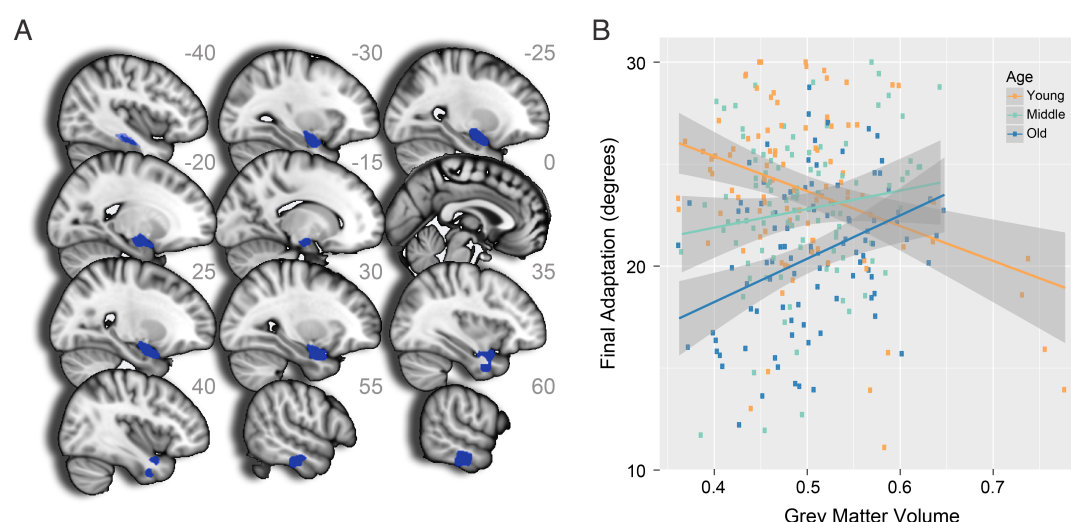 A
-40
-30
-25
-20
-15
0
25
30
35
40
55
60
B
Final Adaptation (degrees)
30
20
10
Age
Young
Middle
Old
0.4
0.5
0.6
0.7
Grey Matter Volume